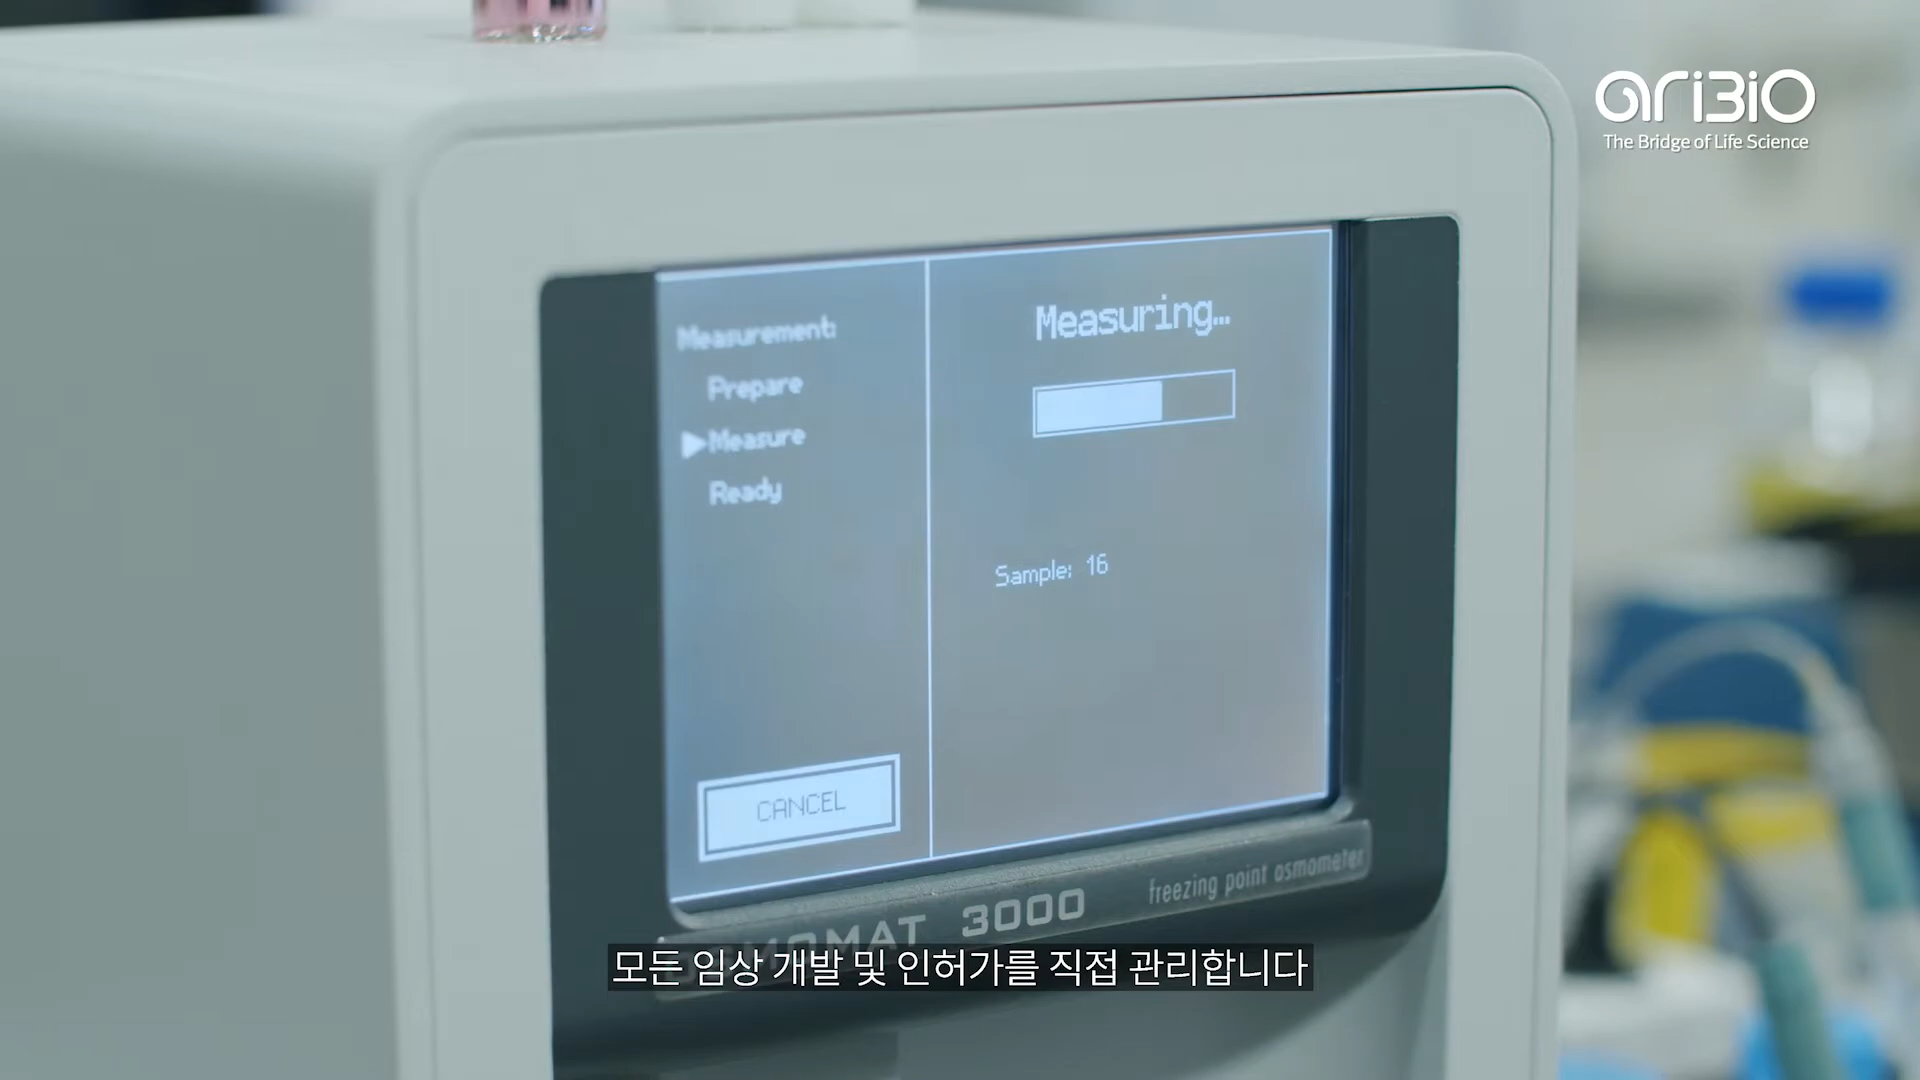 ariBiO
The Bridge of Life Science
Measurement:
Prepare
Measure
Ready
CANCEL
Measuring...
Sample: 16
3000
freezing point osmometer
모든 임상 개발 및 인허가를 직접 관리합니다